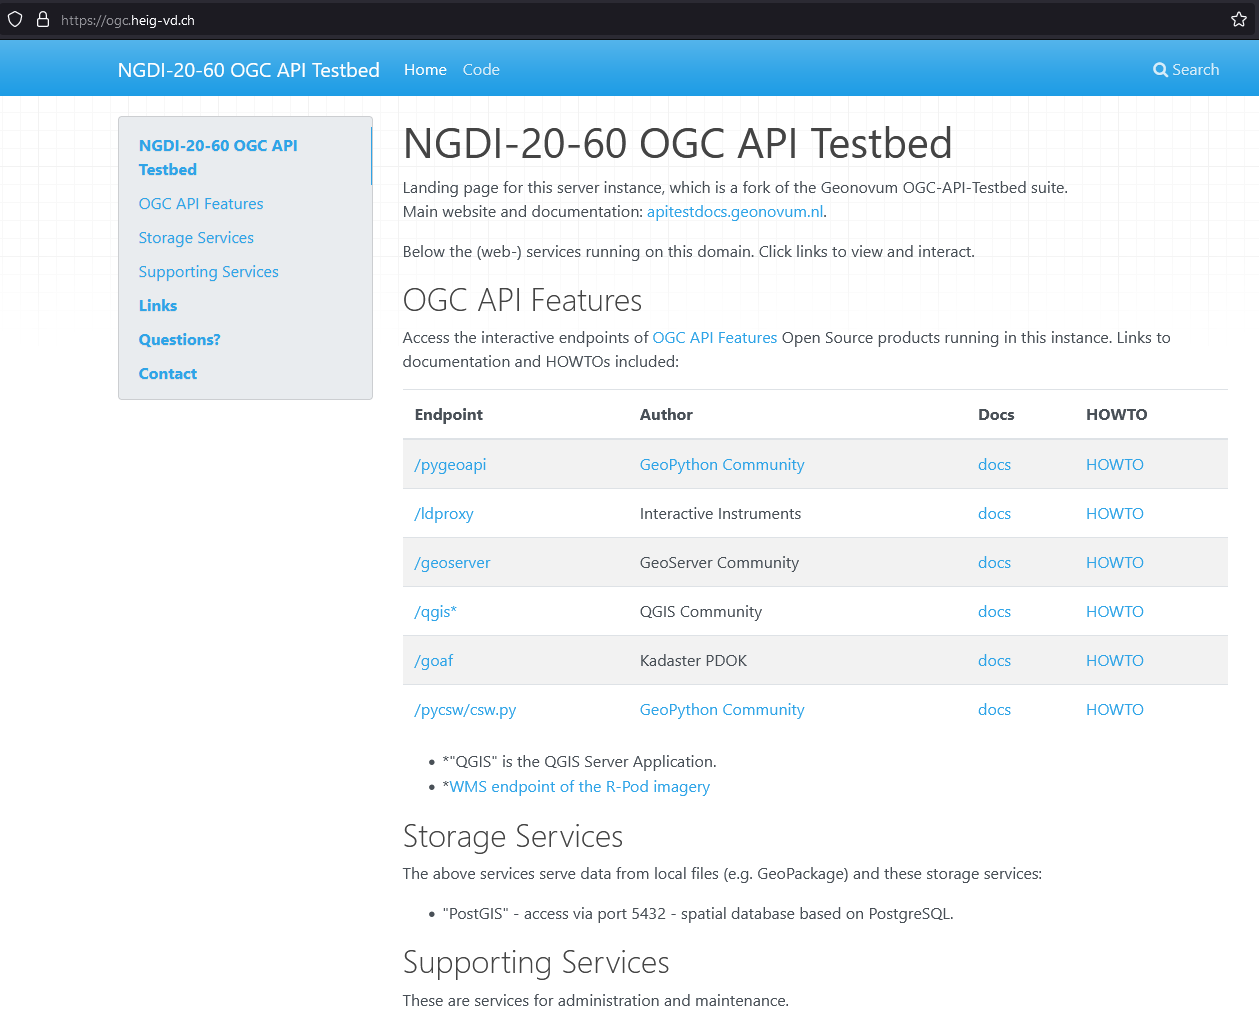 https://ogc.heig-vd.ch
NGDI-20-60 OGC API Testbed Home Code Search
NGDI-20-60 OGC API
Testbed
OGC API Features
Storage Services
Supporting Services
Links
Questions?
Contact
NGDI-20-60 OGC API Testbed
Landing page for this server instance, which is a fork of the Geonovum OGC-API-Testbed suite.
Main website and documentation: apitestdocs.geonovum.nl.
Below the (web-) services running on this domain. Click links to view and interact.
OGC API Features
Access the interactive endpoints of OGC API Features Open Source products running in this instance. Links to
documentation and HOWTOs included:
Endpoint Author Docs HOWTO
/pygeoapi GeoPython Community docs HOWTO
/ldproxy Interactive Instruments docs HOWTO
/geoserver GeoServer Community docs HOWTO
/qgis* QGIS Community docs HOWTO
/goaf Kadaster PDOK docs HOWTO
/pycsw/csw.py GeoPython Community docs HOWTO
• *"QGIS" is the QGIS Server Application.
• *WMS endpoint of the R-Pod imagery
Storage Services
The above services serve data from local files (e.g. GeoPackage) and these storage services:
• "PostGIS" - access via port 5432 - spatial database based on PostgreSQL.
Supporting Services
These are services for administration and maintenance.